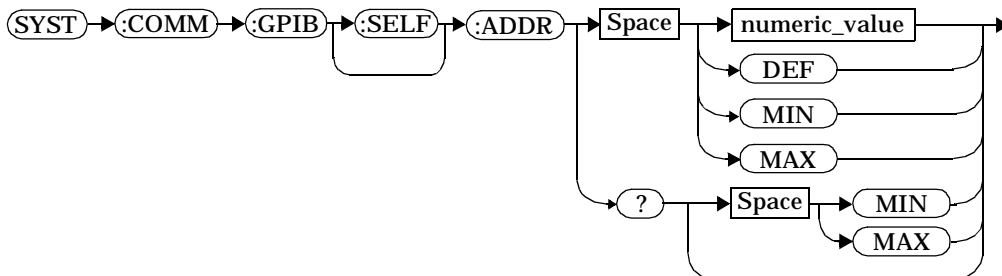 SYST :COMM :GPIB :SELF :ADDR Space numeric_value
DEF
MIN
MAX
? Space MIN
MAX